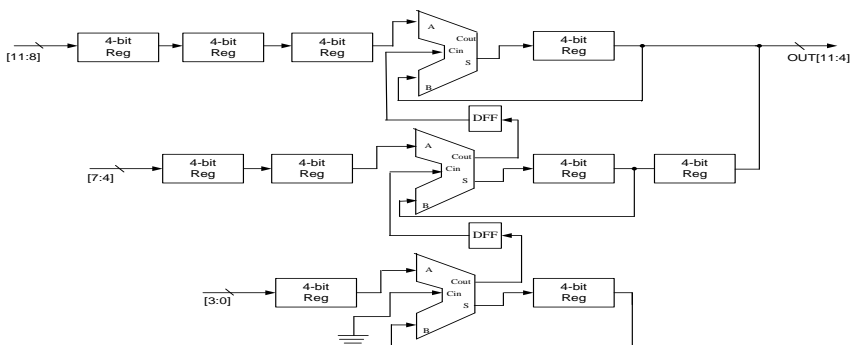 4-bit
Reg
4-bit
Reg
4-bit
Reg
A
Cout
Cin
S
B
4-bit
Reg
[11:8]
OUT[11:4]
DFF
4-bit
Reg
4-bit
Reg
A
Cout
Cin
S
B
4-bit
Reg
4-bit
Reg
[7:4]
DFF
4-bit
Reg
A
Cout
Cin
S
B
4-bit
Reg
[3:0]